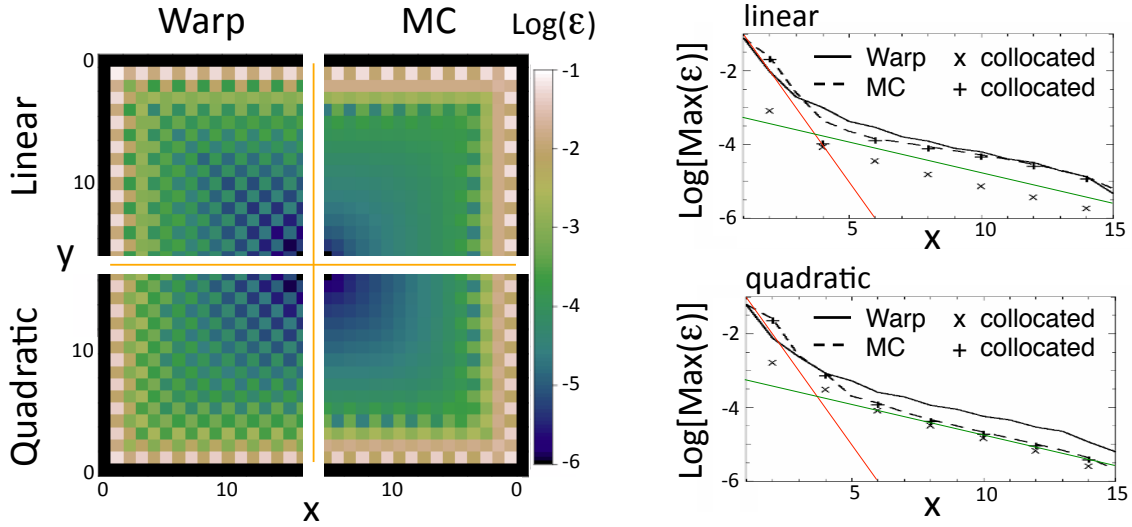 Warp MC Log(ε)
Linear
Quadratic
0
10
y
10
0
0 10 10 0
x
-1
-2
-3
-4
-5
-6
linear
Warp x collocated
MC + collocated
Log[Max(ε)]
-2
-4
-6
5 10 15
x
quadratic
Warp x collocated
MC + collocated
Log[Max(ε)]
-2
-4
-6
5 10 15
x